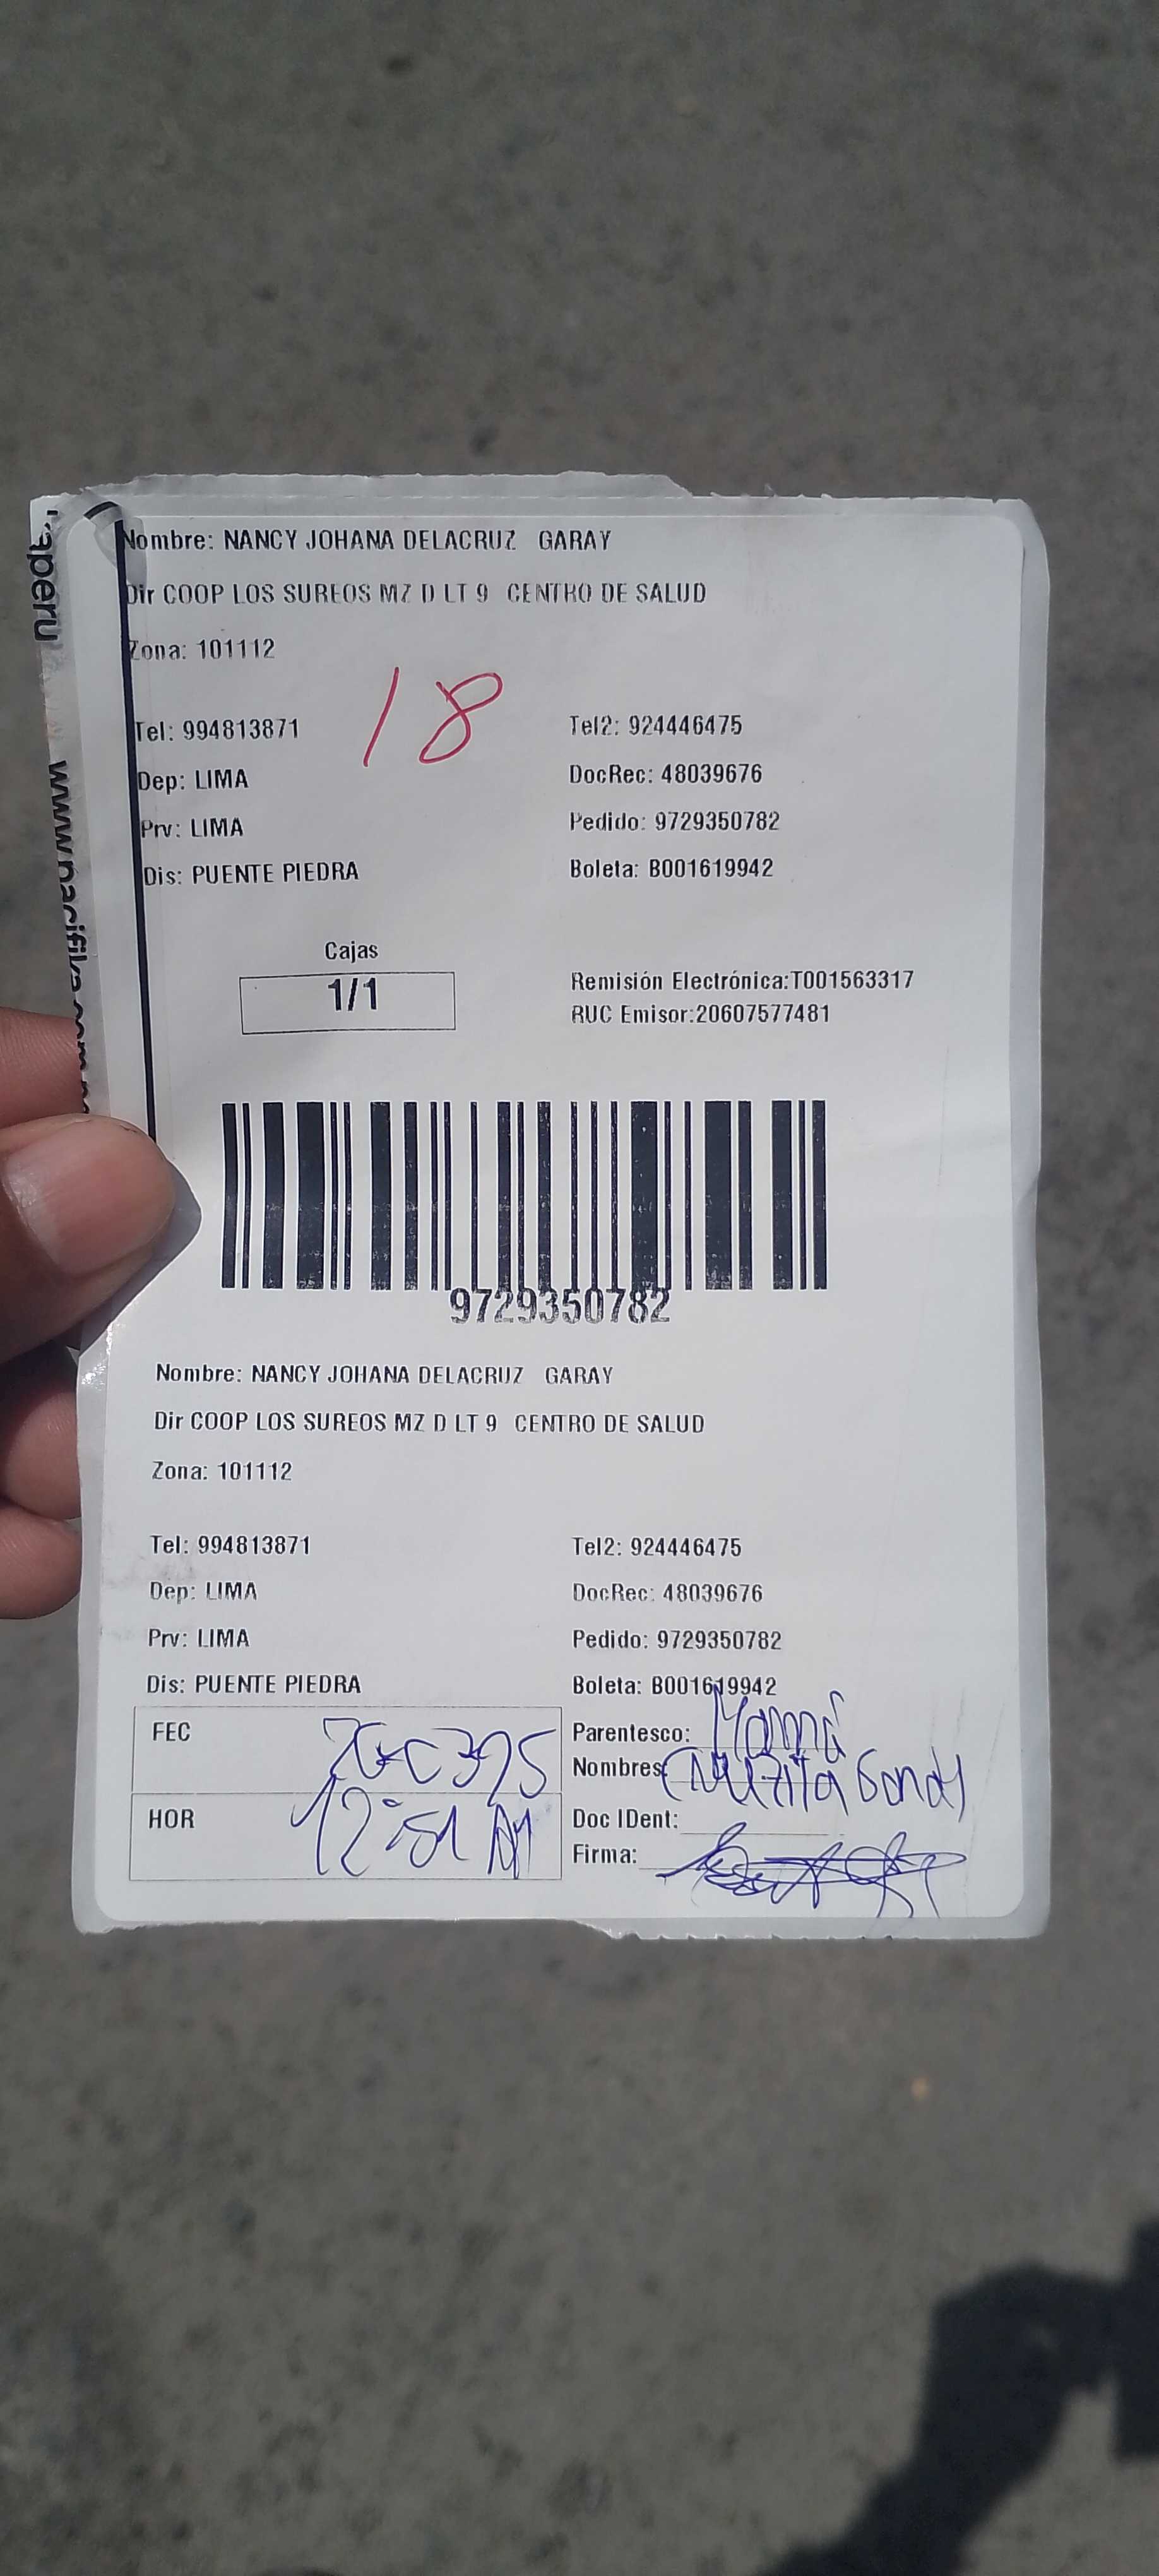 Nombre: NANCY JOHANA DELACRUZ GARAY
Dir COOP LOS SUREOS MZ D LT 9 CENTRO DE SALUD
Zona: 101112
18
Tel: 994813871 Tel2: 924446475
Dep: LIMA DocRec: 48039676
Prv: LIMA Pedido: 9729350782
Dis: PUENTE PIEDRA Boleta: B001619942
Cajas
1/1
Remisión Electrónica:T001563317
RUC Emisor:20607577481
9729350782
Nombre: NANCY JOHANA DELACRUZ GARAY
Dir COOP LOS SUREOS MZ D LT 9 CENTRO DE SALUD
Zona: 101112
Tel: 994813871 Tel2: 924446475
Dep: LIMA DocRec: 48039676
Prv: LIMA Pedido: 9729350782
Dis: PUENTE PIEDRA Boleta: B001619942
FEC
Parentesco: Mamá
Nombres:
HOR
Doc IDent:
Firma:
aperu